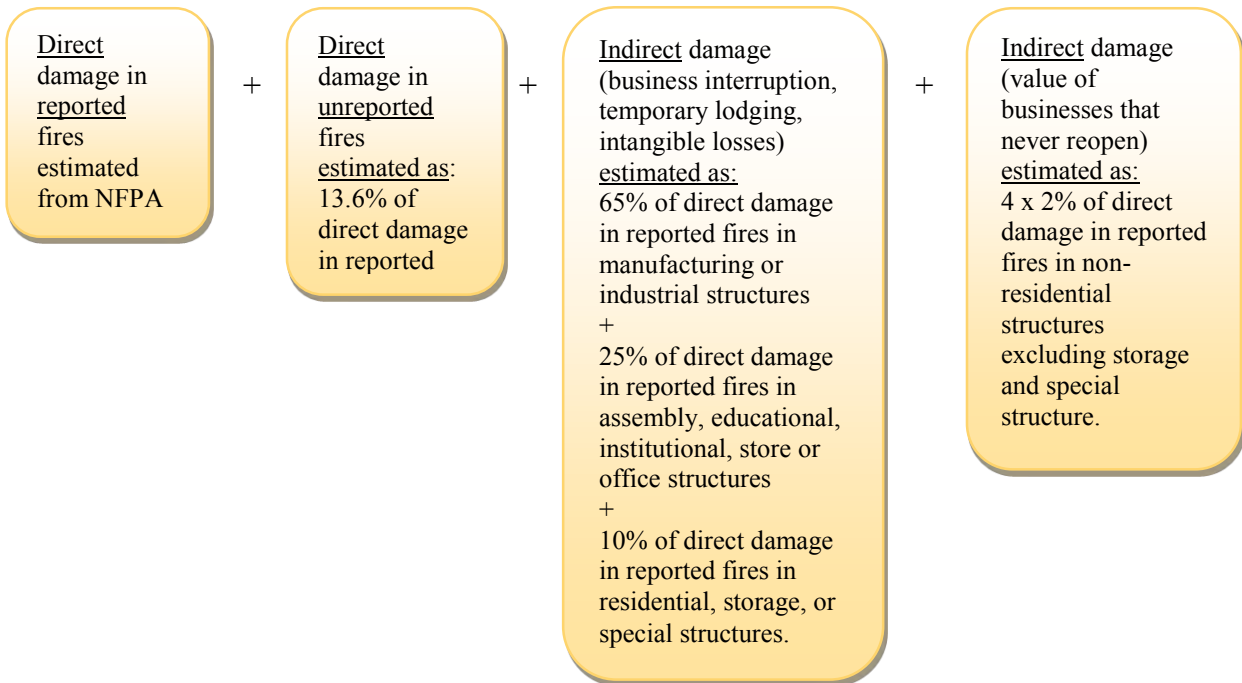 Direct
damage in
reported
fires
estimated
from NFPA
+
Direct
damage in
unreported
fires
estimated as:
13.6% of
direct damage
in reported
+
Indirect damage
(business interruption,
temporary lodging,
intangible losses)
estimated as:
65% of direct damage
in reported fires in
manufacturing or
industrial structures
+
25% of direct damage
in reported fires in
assembly, educational,
institutional, store or
office structures
+
10% of direct damage
in reported fires in
residential, storage, or
special structures.
+
Indirect damage
(value of
businesses that
never reopen)
estimated as:
4 x 2% of direct
damage in reported
fires in non-
residential
structures
excluding storage
and special
structure.